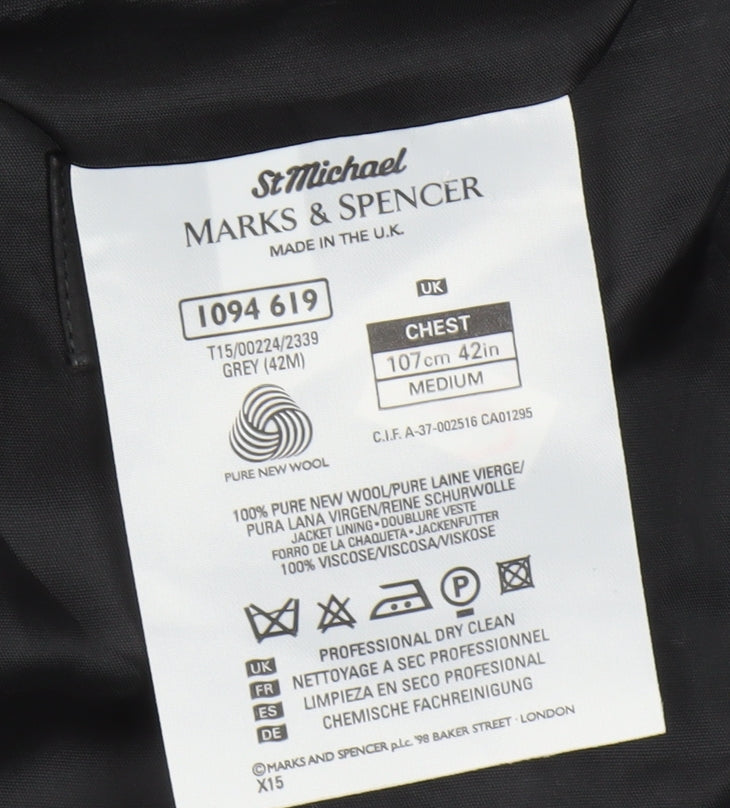 St Michael
MARKS & SPENCER
MADE IN THE U.K.
1094 619
T15/00224/2339
GREY (42M)
PURE NEW WOOL
UK
CHEST
107cm 42in
MEDIUM
C.I.F. A-37-002516 CA01295
100% PURE NEW WOOL/PURE LAINE VIERGE/
PURA LANA VIRGEN/REINE SCHURWOLLE
JACKET LINING • DOUBLURE VESTE
FORRO DE LA CHAQUETA • JACKENFUTTER
100% VISCOSE/VISCOSA/VISKOSE
P
UK PROFESSIONAL DRY CLEAN
FR NETTOYAGE A SEC PROFESSIONNEL
ES LIMPIEZA EN SECO PROFESIONAL
DE CHEMISCHE FACHREINIGUNG
©MARKS AND SPENCER p.l.c. '98 BAKER STREET · LONDON
X15